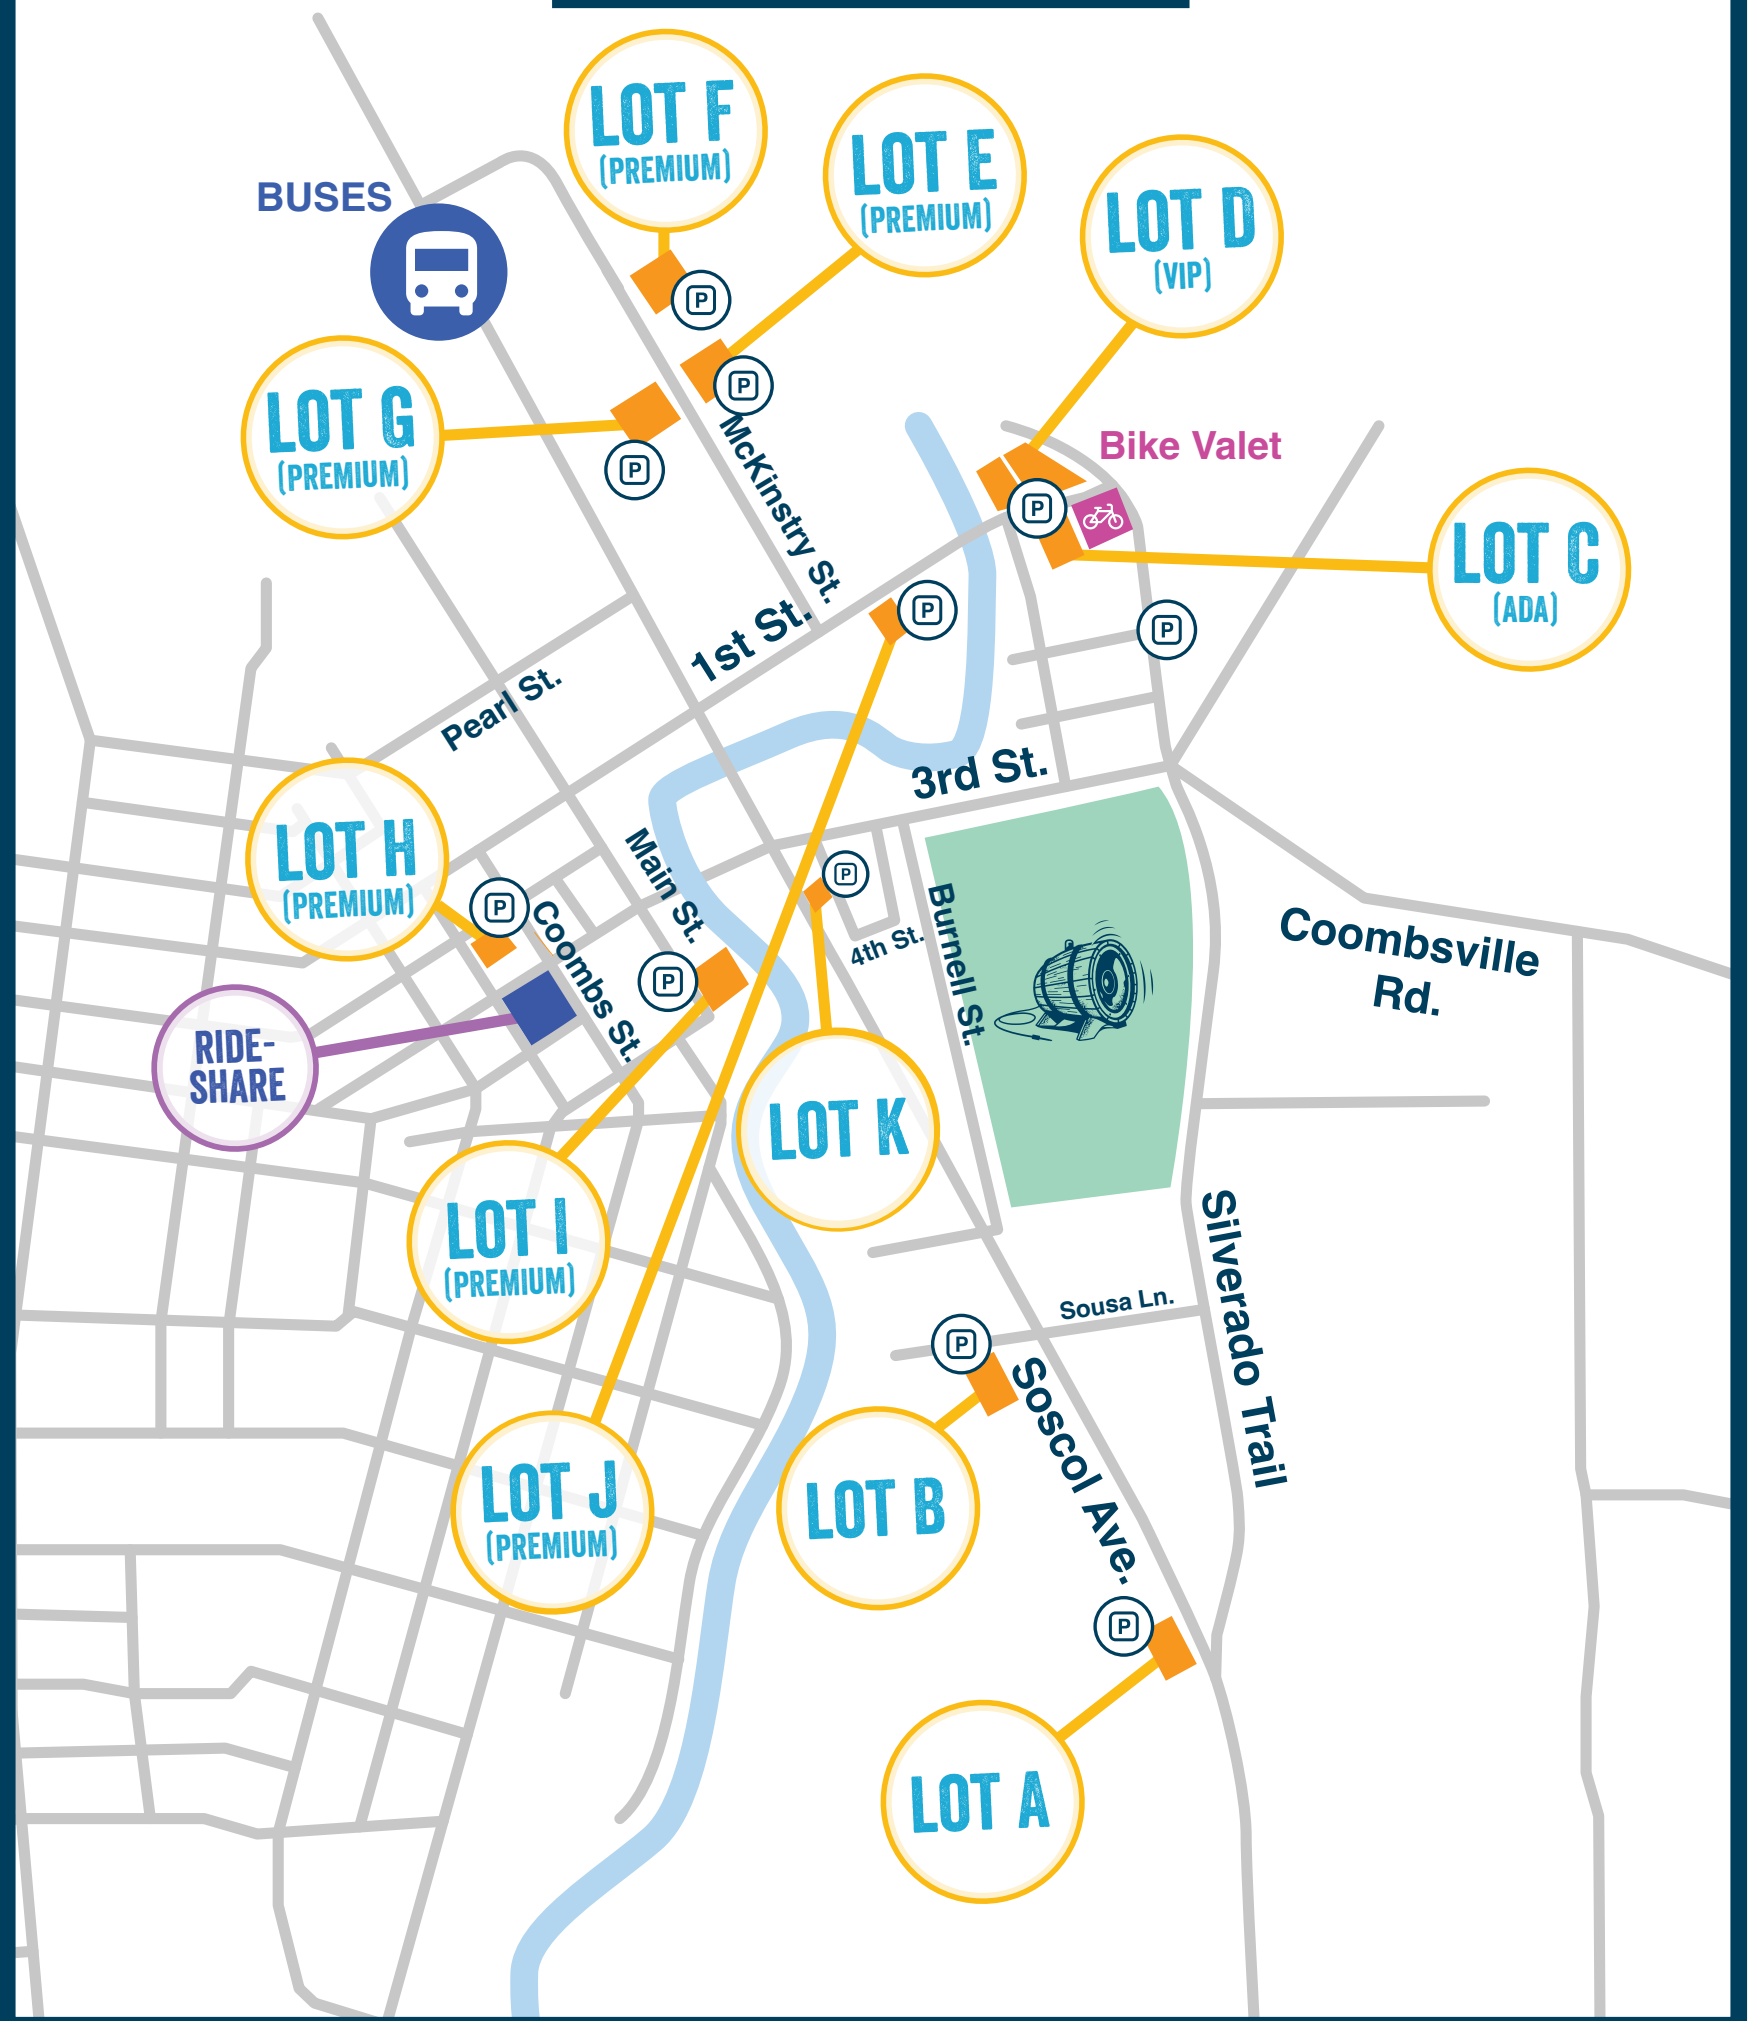 LOT F
(PREMIUM)
LOT E
(PREMIUM)
LOT D
(VIP)
BUSES
P
P
LOT G
(PREMIUM)
P
McKinstry St.
Bike Valet
P
LOT C
(ADA)
P
P
1st St.
Pearl St.
3rd St.
LOT H
(PREMIUM)
P
Main St.
P
Coombs St.
P
4th St.
Burnell St.
Coombsville
Rd.
RIDE-
SHARE
LOT K
LOT I
(PREMIUM)
Silverado Trail
Sousa Ln.
P
Soscol Ave.
LOT J
(PREMIUM)
LOT B
P
LOT A